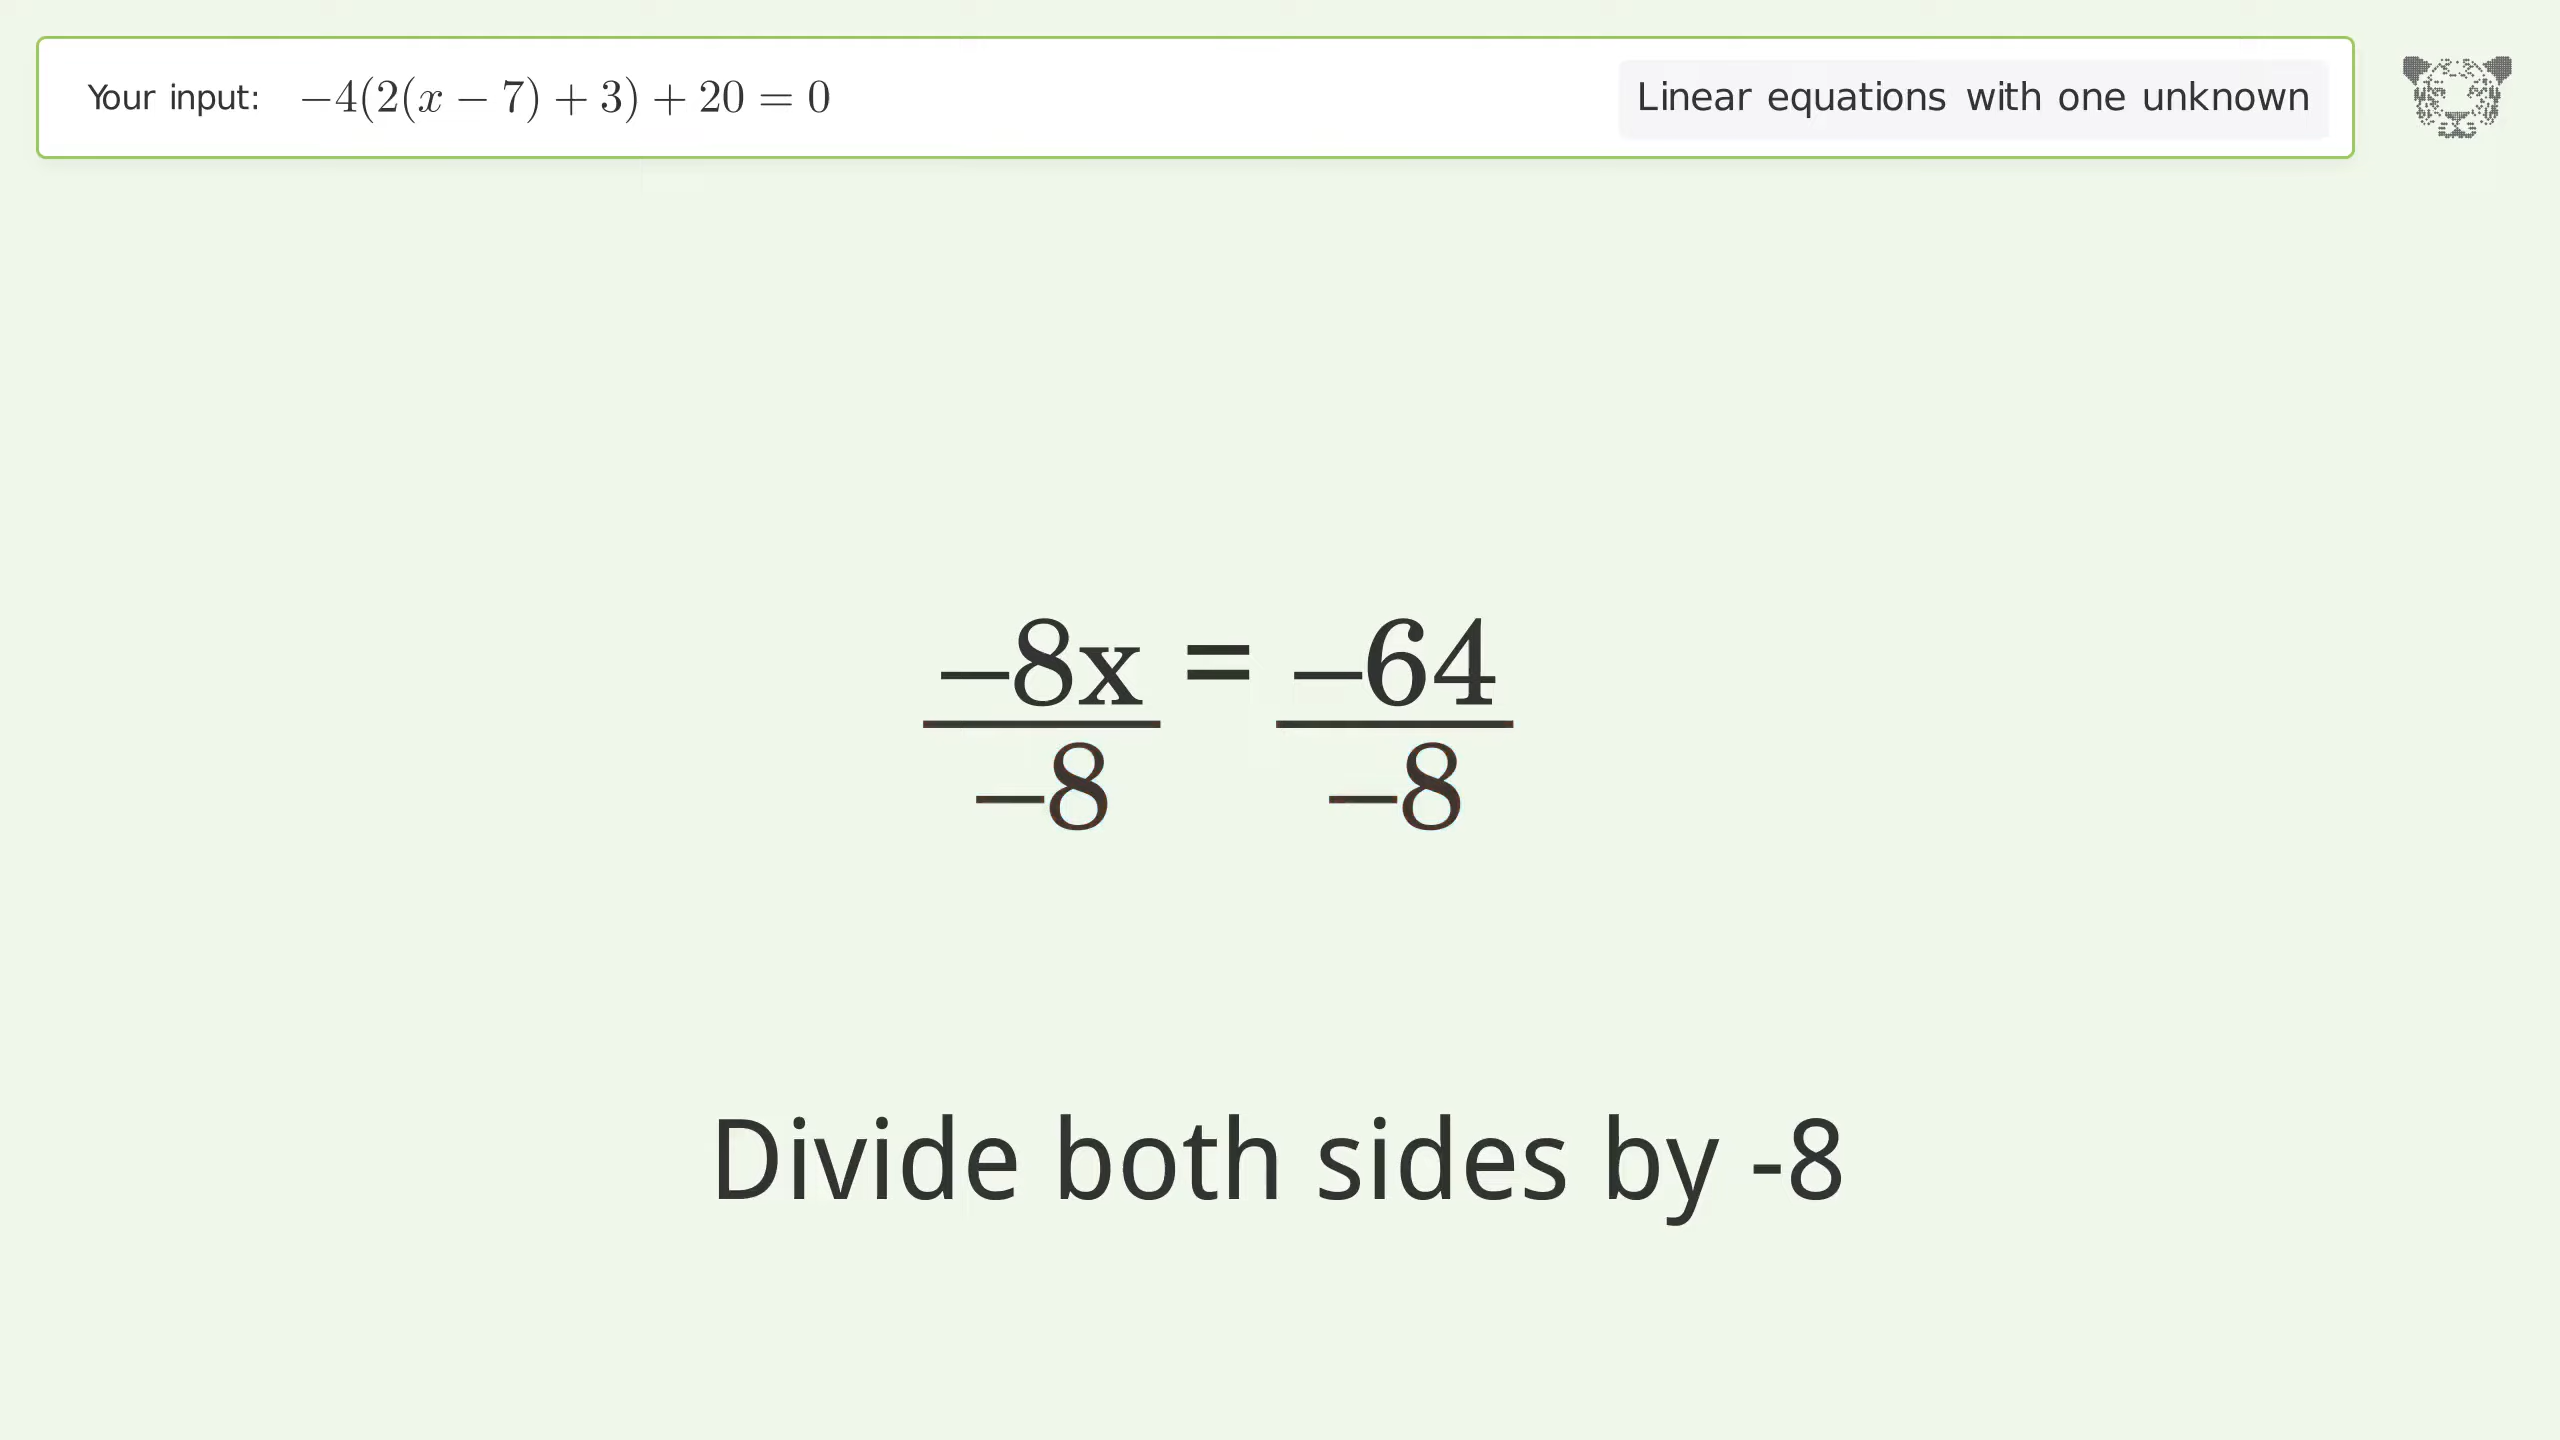 Your input: −4(2(x − 7) + 3) + 20 = 0
Linear equations with one unknown
−8x = −64
−8 −8
Divide both sides by -8